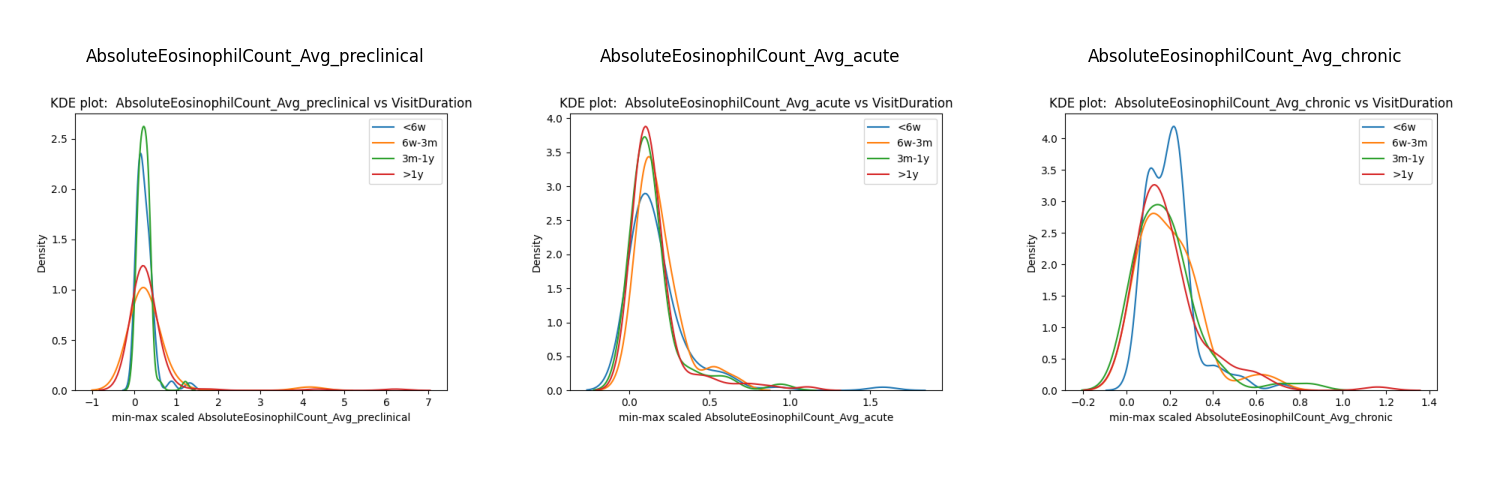 AbsoluteEosinophilCount_Avg_preclinical
KDE plot:  AbsoluteEosinophilCount_Avg_preclinical vs VisitDuration
<6w
6w-3m
3m-1y
>1y
2.5
2.0
1.5
1.0
0.5
0.0
Density
−1 0 1 2 3 4 5 6 7
min-max scaled AbsoluteEosinophilCount_Avg_preclinical
AbsoluteEosinophilCount_Avg_acute
KDE plot:  AbsoluteEosinophilCount_Avg_acute vs VisitDuration
<6w
6w-3m
3m-1y
>1y
4.0
3.5
3.0
2.5
2.0
1.5
1.0
0.5
0.0
Density
0.0 0.5 1.0 1.5
min-max scaled AbsoluteEosinophilCount_Avg_acute
AbsoluteEosinophilCount_Avg_chronic
KDE plot:  AbsoluteEosinophilCount_Avg_chronic vs VisitDuration
<6w
6w-3m
3m-1y
>1y
4.0
3.5
3.0
2.5
2.0
1.5
1.0
0.5
0.0
Density
−0.2 0.0 0.2 0.4 0.6 0.8 1.0 1.2 1.4
min-max scaled AbsoluteEosinophilCount_Avg_chronic